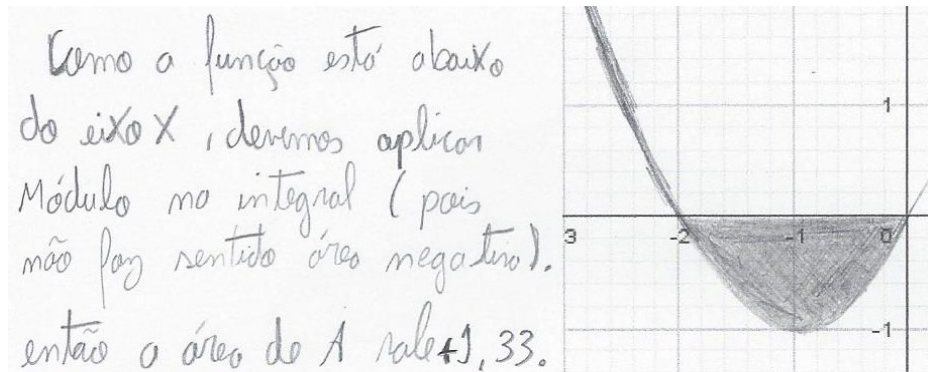 Como a função está abaixo
do eixo X, devemos aplicar
Módulo no integral (pois
não faz sentido área negativa).
então a área de A vale +1,33.
1
3
-2
-1
0
-1